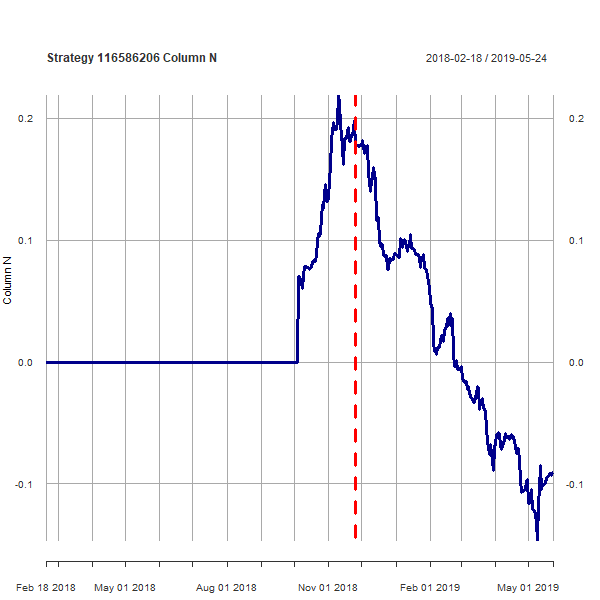 Strategy 116586206 Column N
2018-02-18 / 2019-05-24
0.2
0.2
0.1
0.1
Column N
0.0
0.0
-0.1
-0.1
Feb 18 2018
May 01 2018
Aug 01 2018
Nov 01 2018
Feb 01 2019
May 01 2019